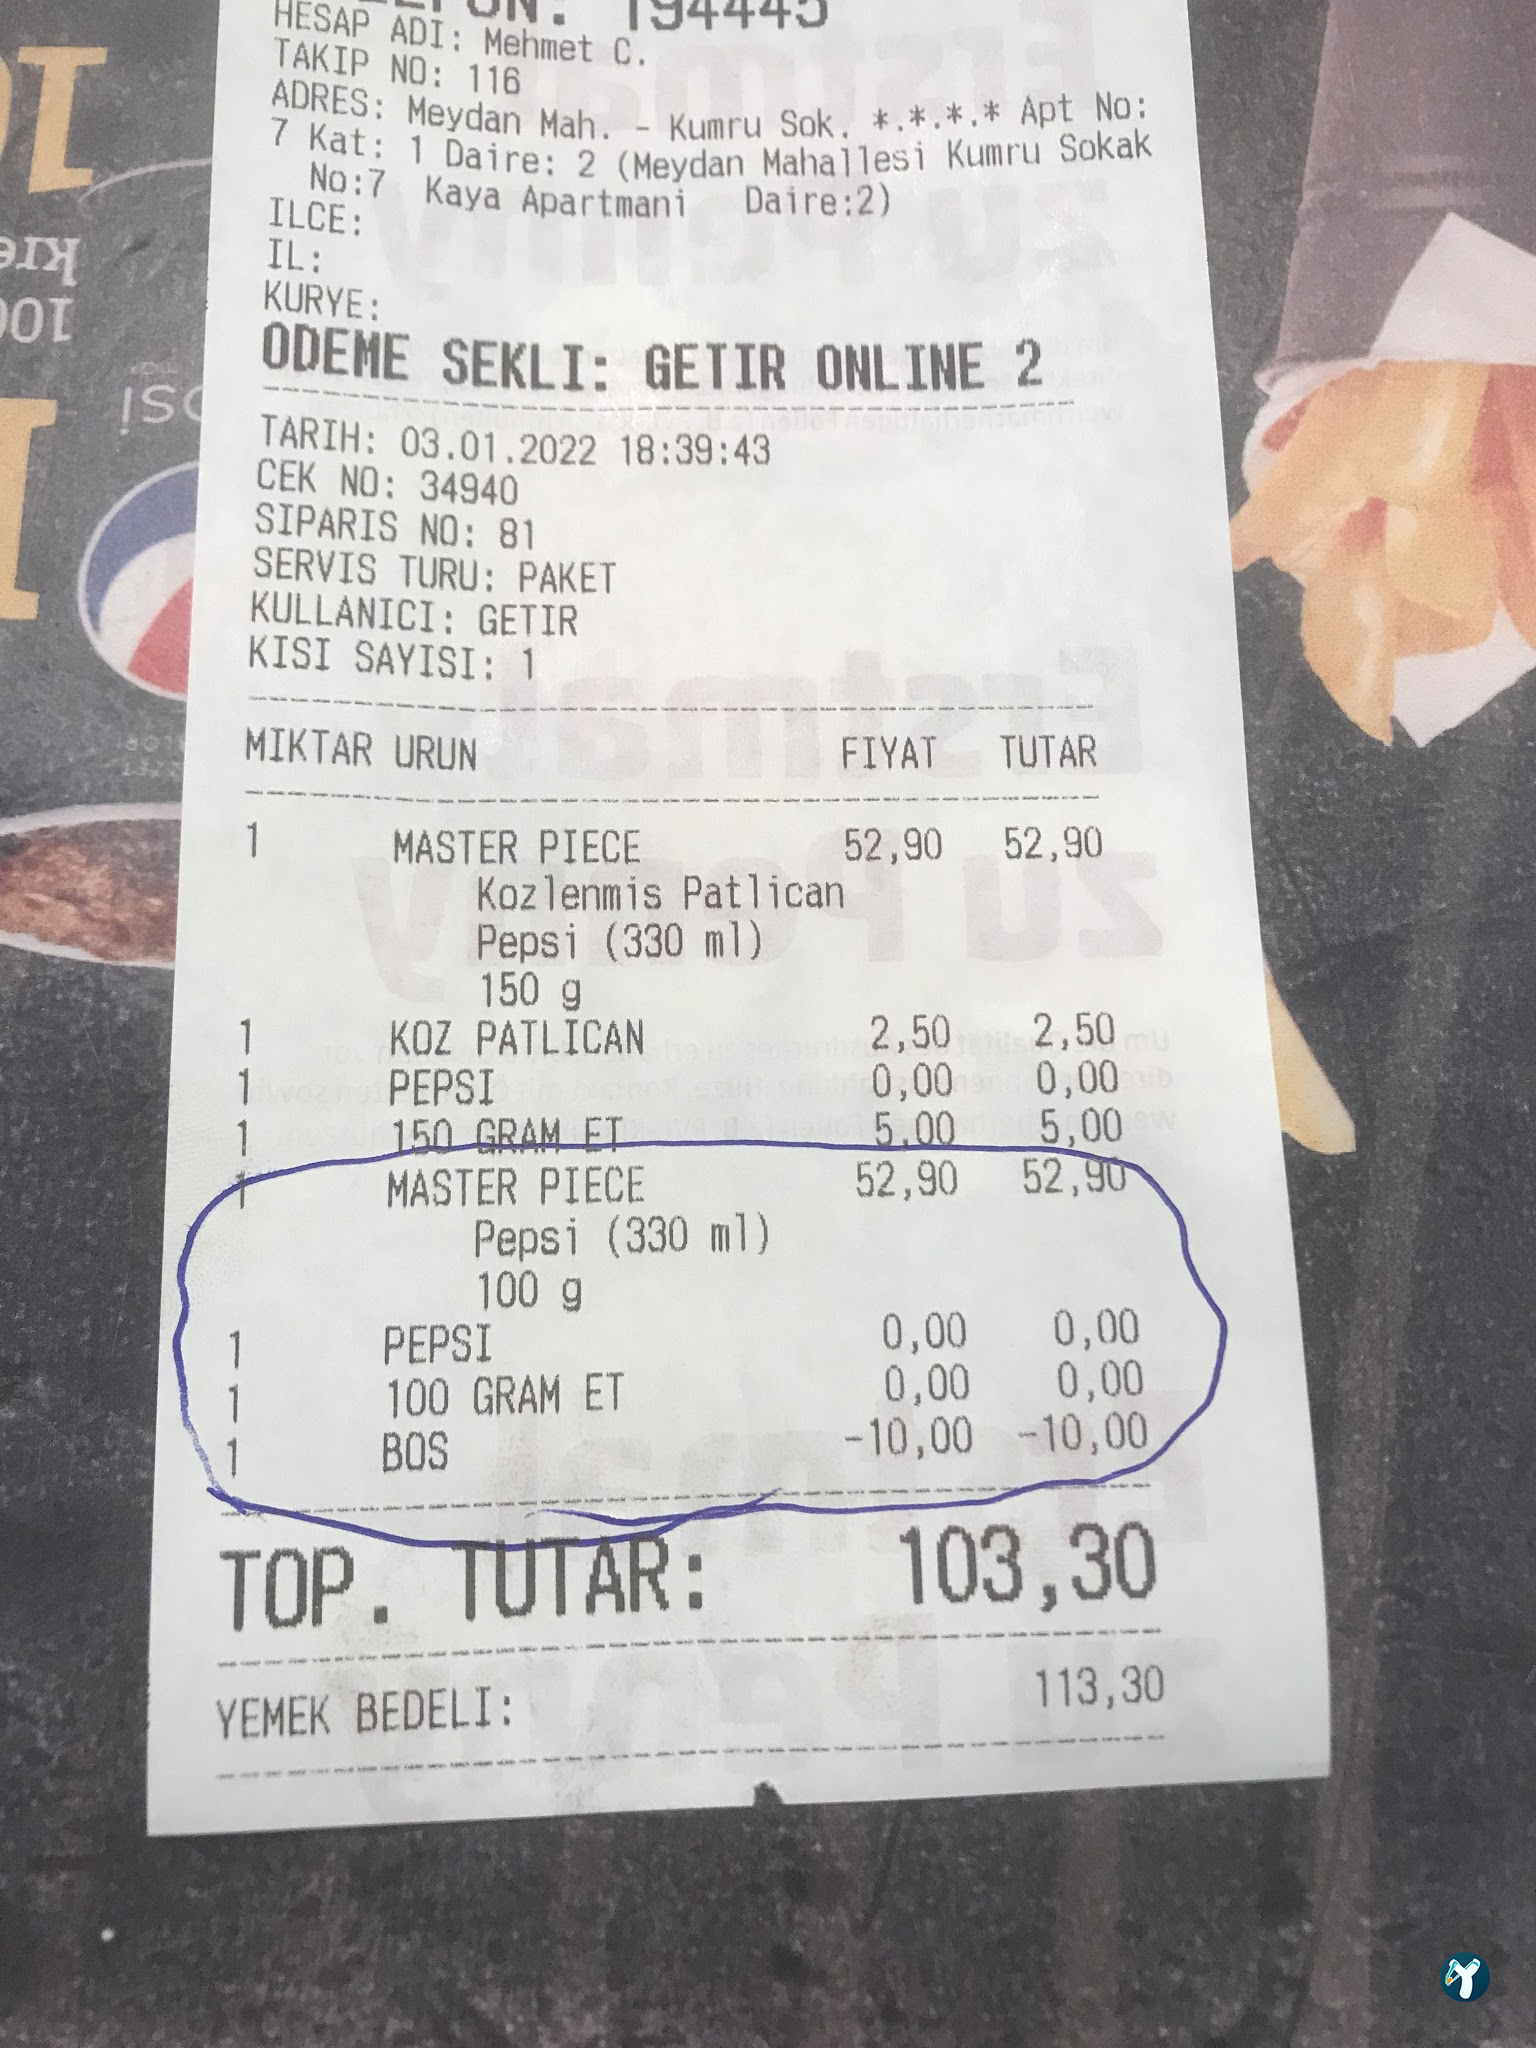 194445
HESAP ADI: Mehmet C.
TAKIP NO: 116
ADRES: Meydan Mah. - Kumru Sok. *.*.*.* Apt No:
7 Kat: 1 Daire: 2 (Meydan Mahallesi Kumru Sokak
No:7 Kaya Apartmani Daire:2)
ILCE:
IL:
KURYE:
ODEME SEKLI: GETIR ONLINE 2
TARIH: 03.01.2022 18:39:43
CEK NO: 34940
SIPARIS NO: 81
SERVIS TURU: PAKET
KULLANICI: GETIR
KISI SAYISI: 1
MIKTAR URUN FIYAT TUTAR
1 MASTER PIECE 52,90 52,90
Kozlenmis Patlican
Pepsi (330 ml)
150 g
1 KOZ PATLICAN 2,50 2,50
1 PEPSI 0,00 0,00
1 150 GRAM ET 5,00 5,00
1 MASTER PIECE 52,90 52,90
Pepsi (330 ml)
100 g
1 PEPSI 0,00 0,00
1 100 GRAM ET 0,00 0,00
1 BOS -10,00 -10,00
TOP. TUTAR: 103,30
YEMEK BEDELI: 113,30